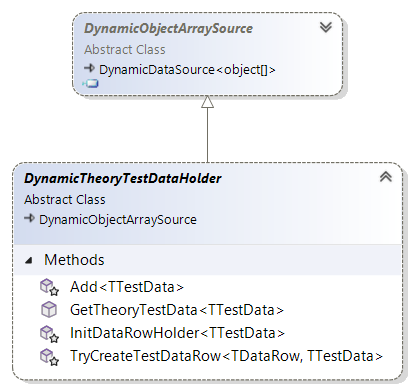 DynamicObjectArraySource
Abstract Class
DynamicDataSource<object[]>
DynamicTheoryTestDataHolder
Abstract Class
DynamicObjectArraySource
Methods
Add<TTestData>
GetTheoryTestData<TTestData>
InitDataRowHolder<TTestData>
TryCreateTestDataRow<TDataRow, TTestData>